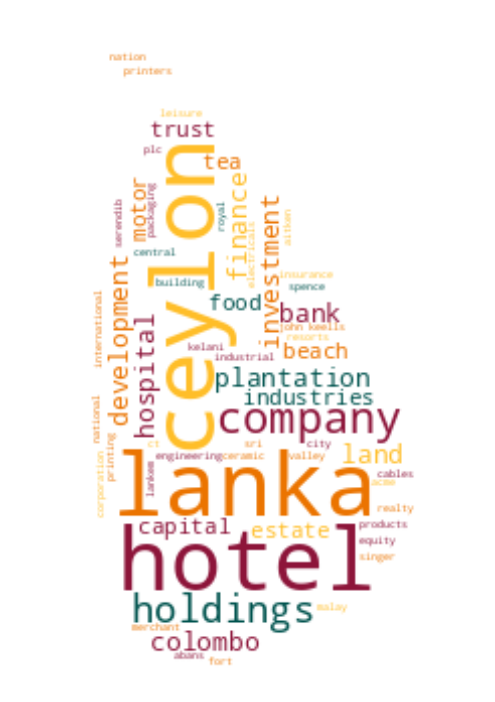 nation
printers
leisure
trust
plc
tea
ceylon
motor
packaging
serendib
royal
finance
electricals
investment
aitken
central
building
insurance
spence
food
bank
john keells
resorts
beach
development
international
hospital
kelani
industrial
plantation
industries
company
national
printing
corporation
ct
sri
city
engineering
ceramic
valley
land
lankem
cables
acme
lanka
realty
capital
estate
products
equity
hotel
singer
holdings
malay
merchant
colombo
abans
fort